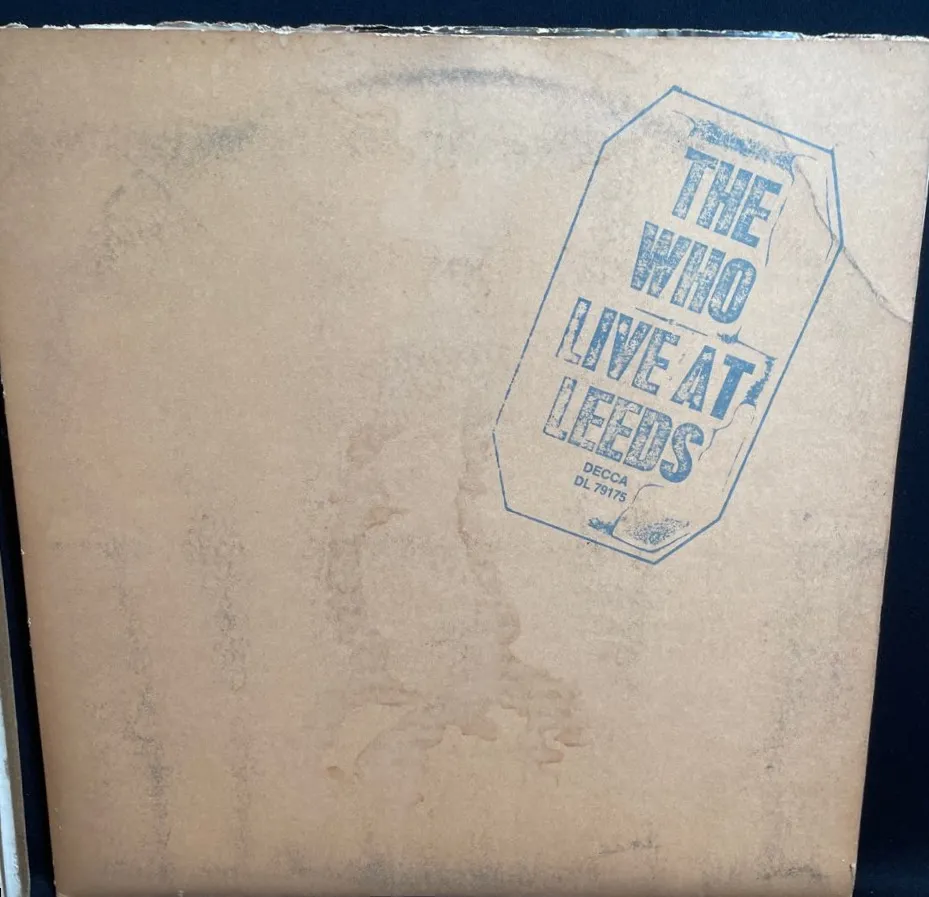 THE
WHO
LIVE AT
LEEDS
DECCA
DL 79175